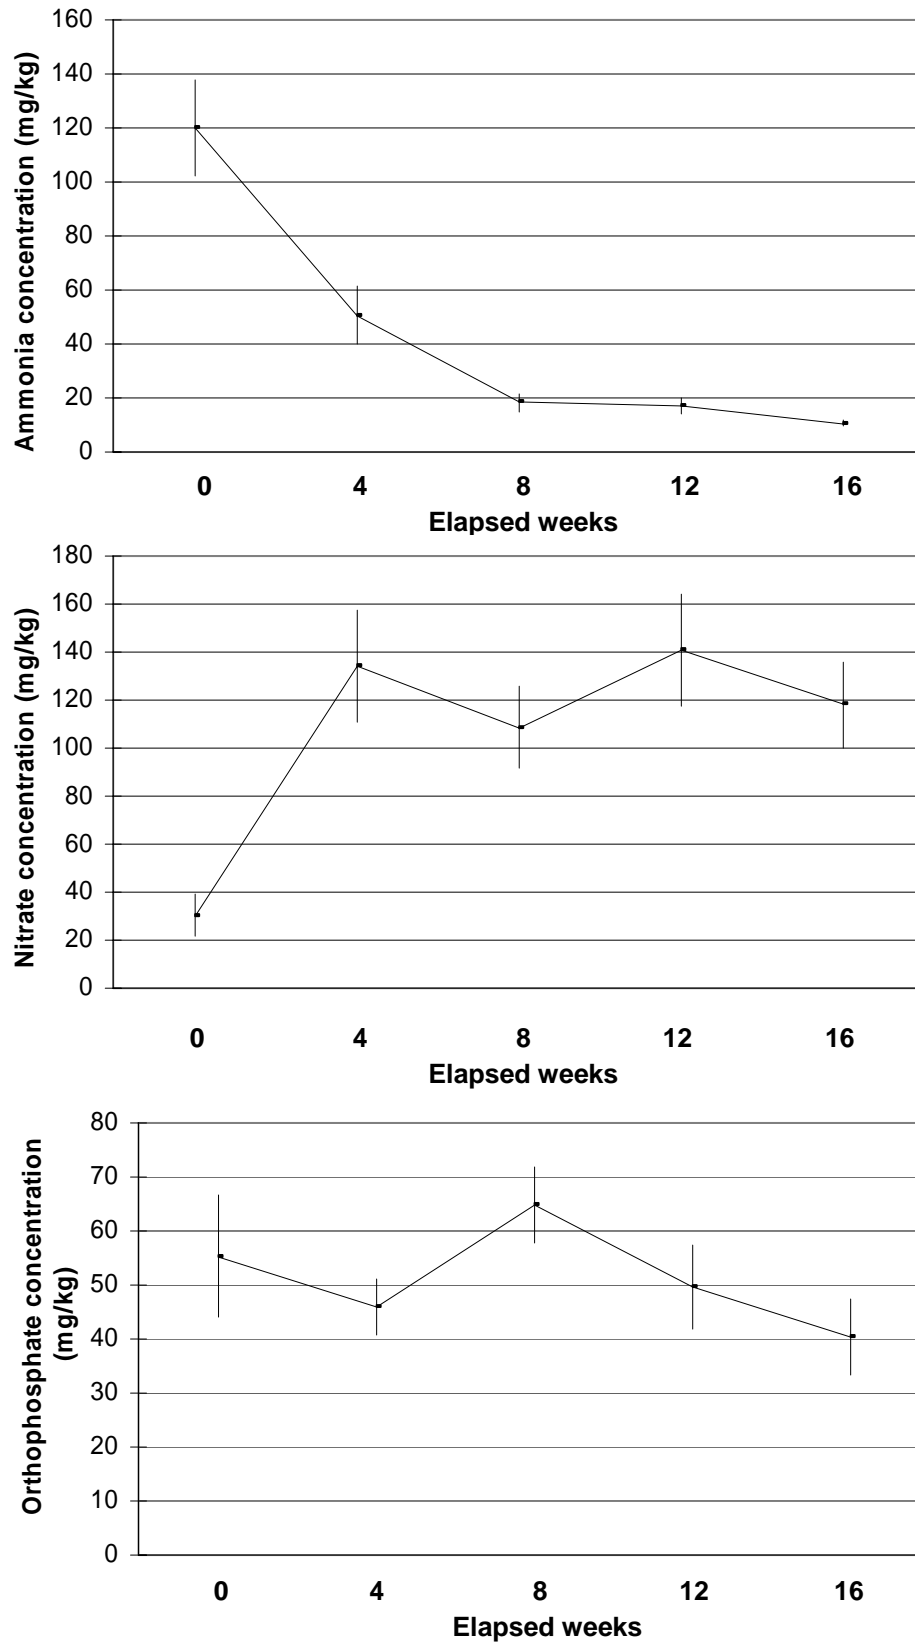 Ammonia concentration (mg/kg)
160
140
120
100
80
60
40
20
0
0 4 8 12 16
Elapsed weeks
Nitrate concentration (mg/kg)
180
160
140
120
100
80
60
40
20
0
0 4 8 12 16
Elapsed weeks
Orthophosphate concentration
(mg/kg)
80
70
60
50
40
30
20
10
0
0 4 8 12 16
Elapsed weeks